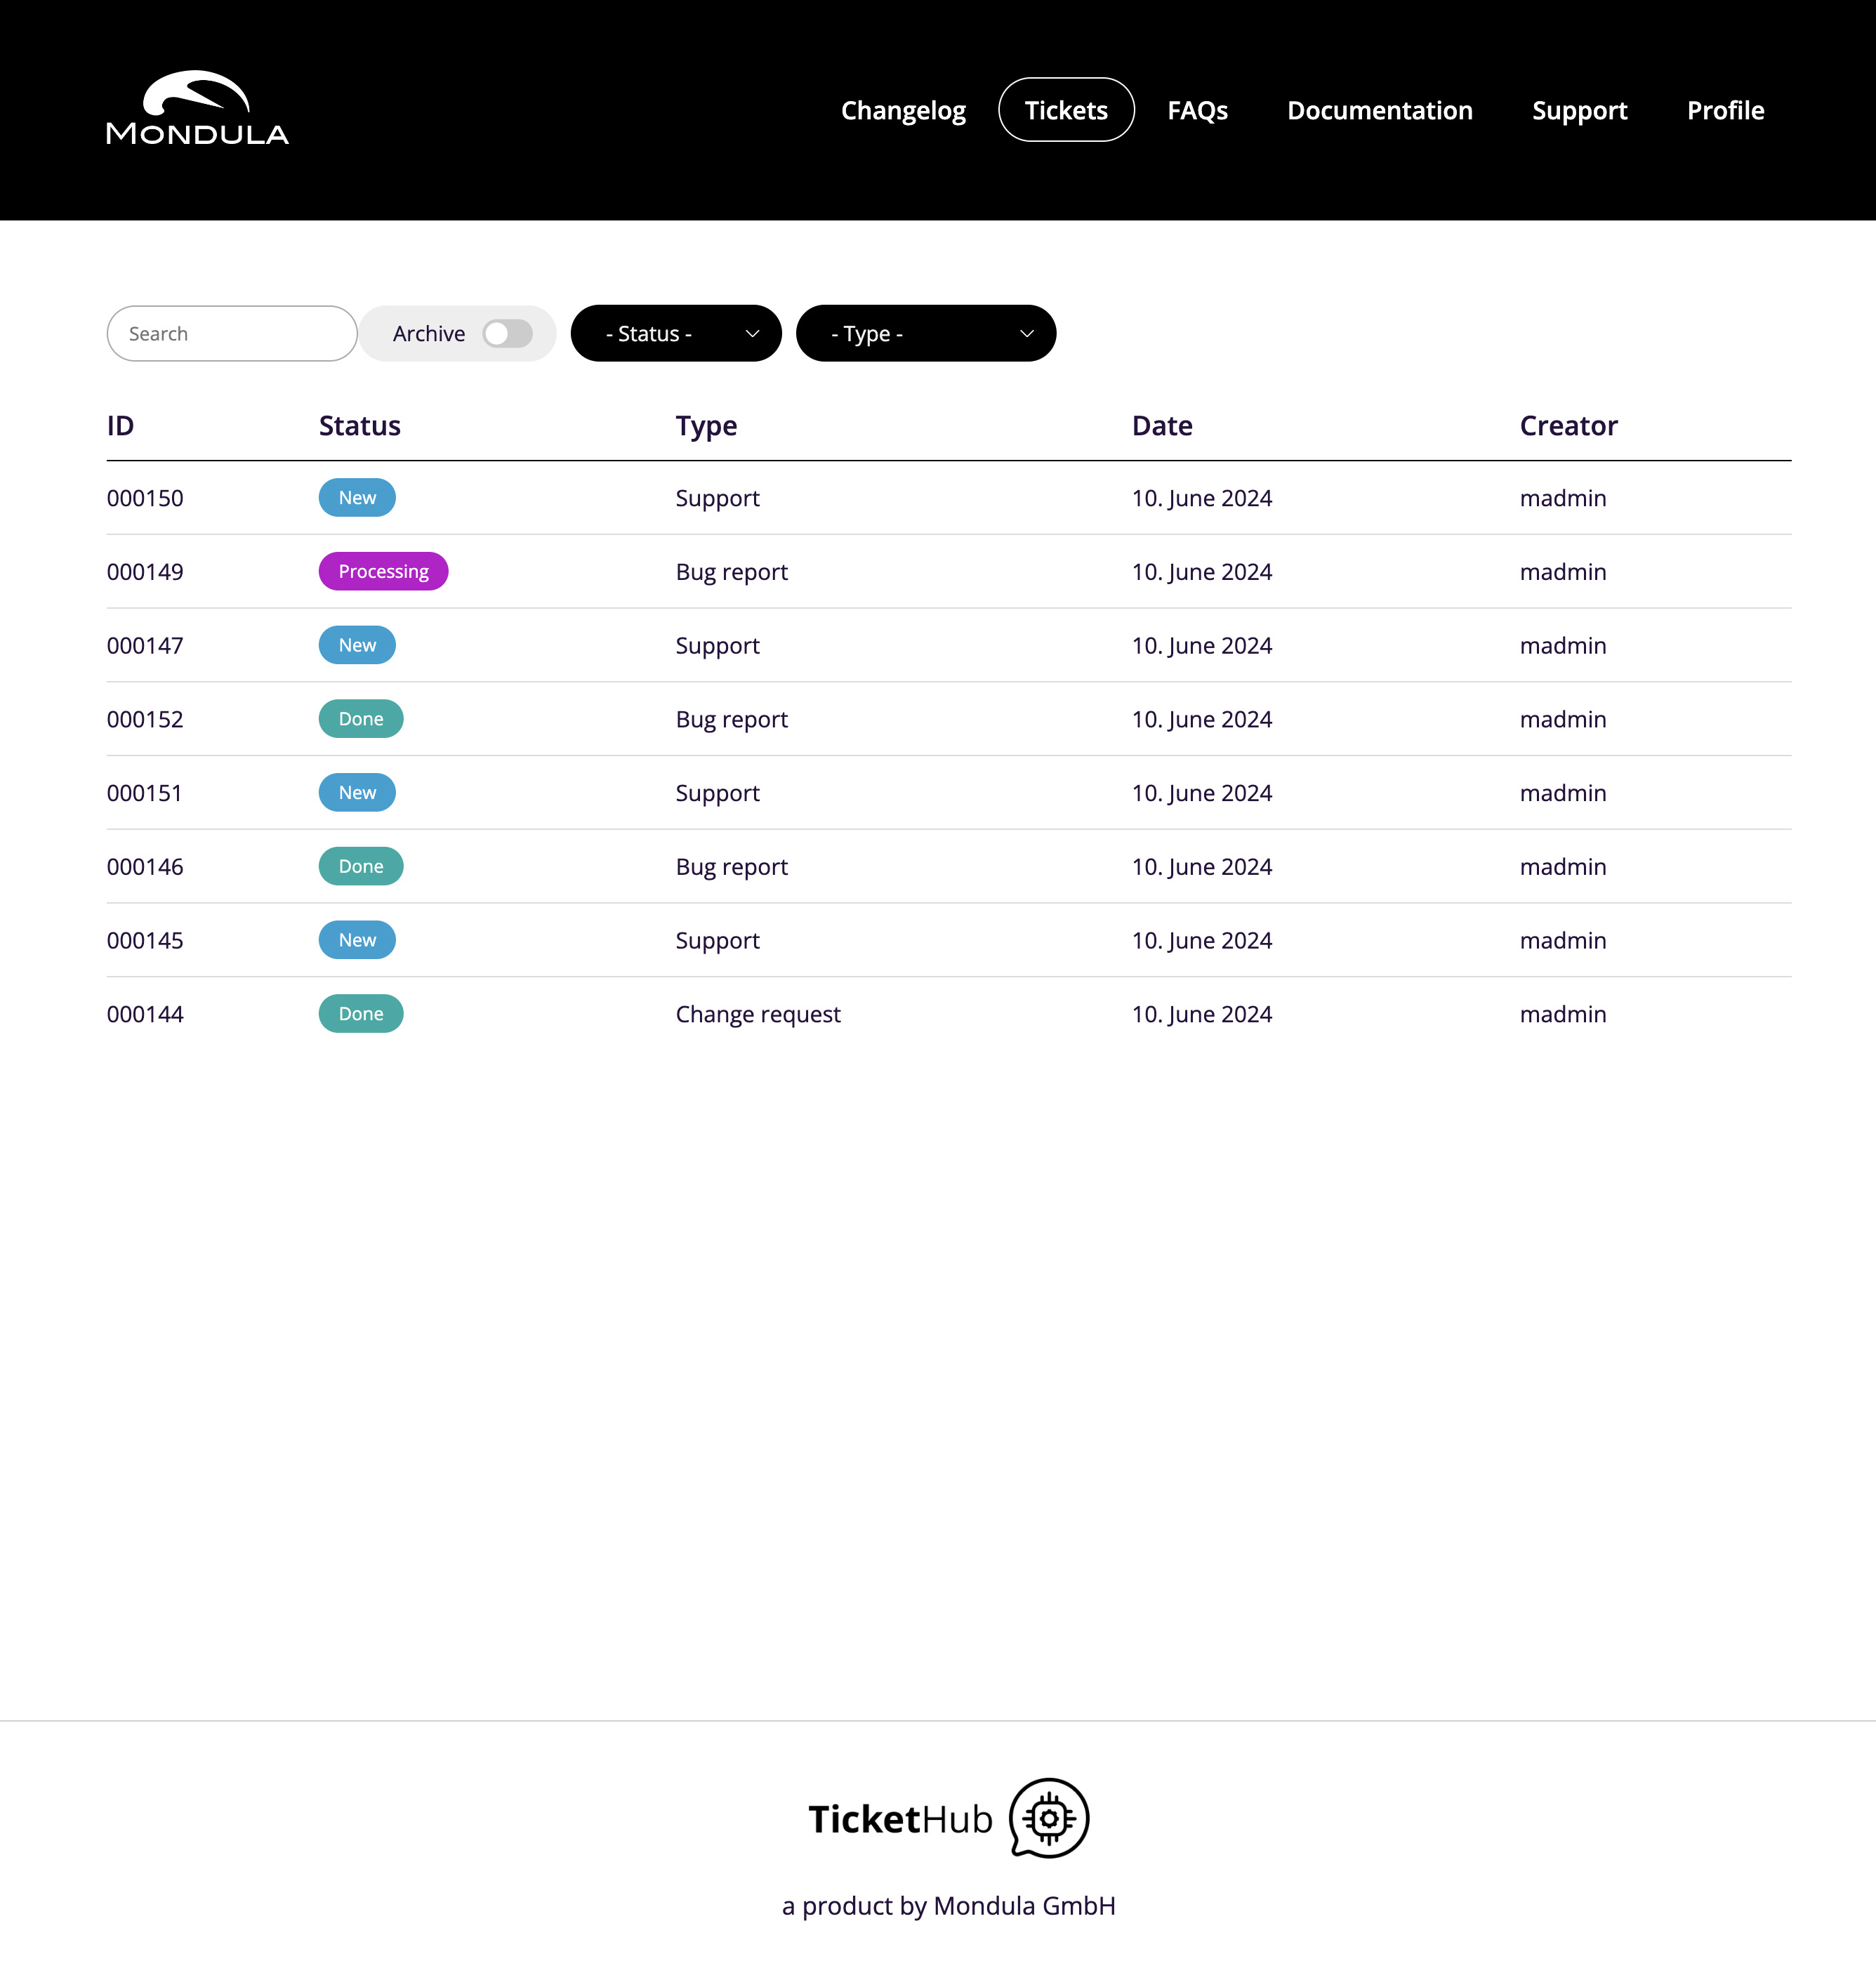 MONDULA
Changelog Tickets FAQs Documentation Support Profile
Search Archive - Status - - Type -
ID Status Type Date Creator
000150 New Support 10. June 2024 madmin
000149 Processing Bug report 10. June 2024 madmin
000147 New Support 10. June 2024 madmin
000152 Done Bug report 10. June 2024 madmin
000151 New Support 10. June 2024 madmin
000146 Done Bug report 10. June 2024 madmin
000145 New Support 10. June 2024 madmin
000144 Done Change request 10. June 2024 madmin
TicketHub
a product by Mondula GmbH